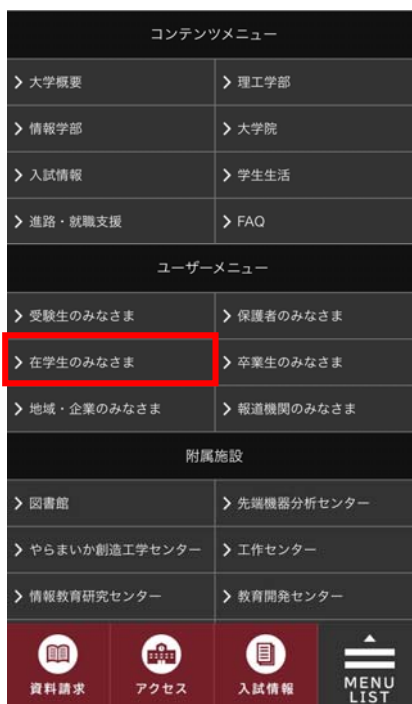 コンテンツメニュー
大学概要
理工学部
情報学部
大学院
入試情報
学生生活
進路・就職支援
FAQ
ユーザーメニュー
受験生のみなさま
保護者のみなさま
在学生のみなさま
卒業生のみなさま
地域・企業のみなさま
報道機関のみなさま
附属施設
図書館
先端機器分析センター
やらまいか創造工学センター
工作センター
情報教育研究センター
教育開発センター
資料請求
アクセス
入試情報
MENU
LIST